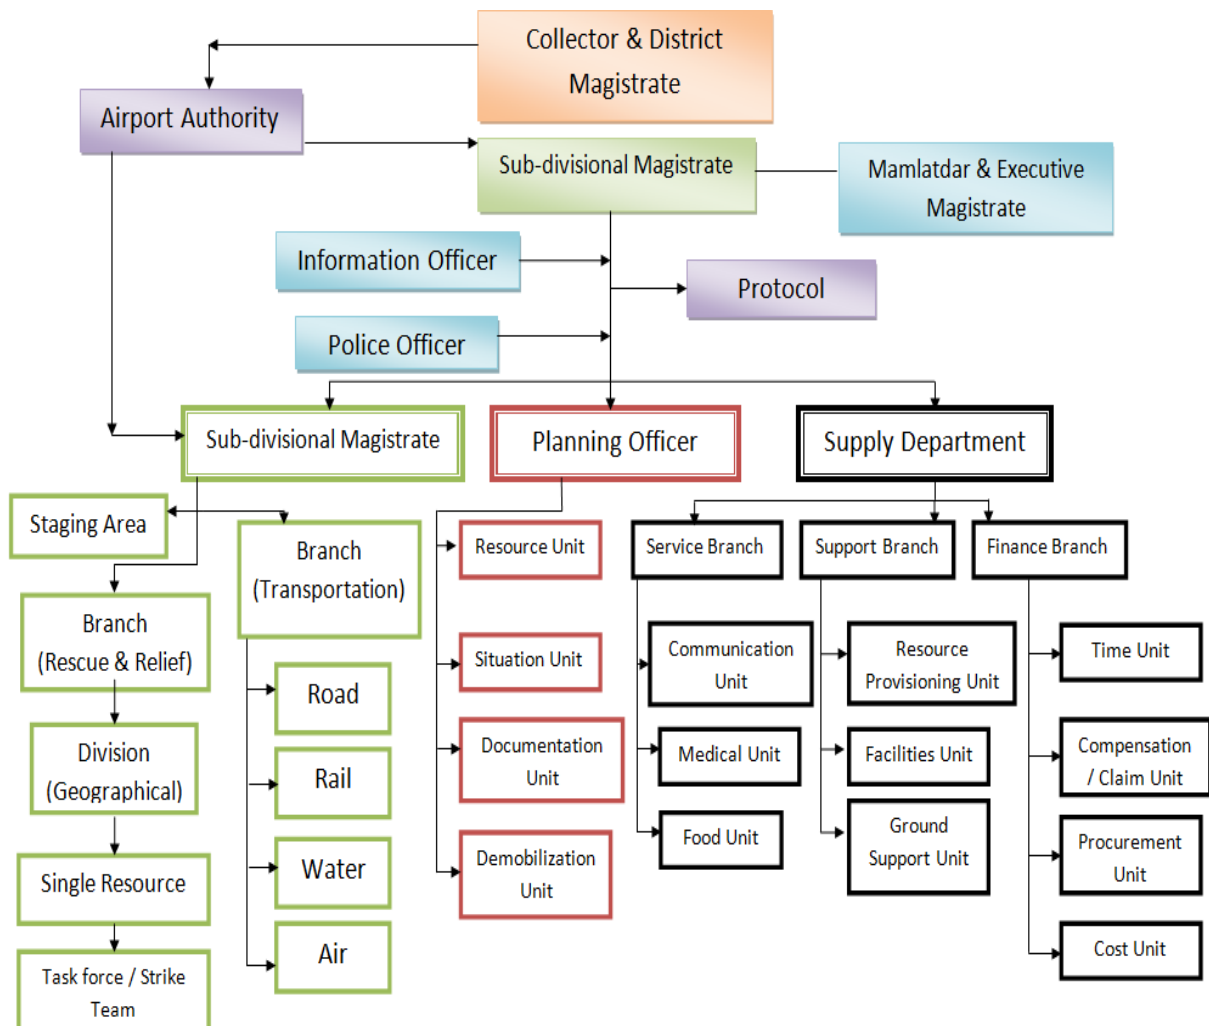 Collector & District
Magistrate
Airport Authority
Sub-divisional Magistrate
Mamlatdar & Executive
Magistrate
Information Officer
Protocol
Police Officer
Sub-divisional Magistrate
Planning Officer
Supply Department
Staging Area
Branch
(Transportation)
Branch
(Rescue & Relief)
Division
(Geographical)
Single Resource
Task force / Strike
Team
Road
Rail
Water
Air
Resource Unit
Situation Unit
Documentation
Unit
Demobilization
Unit
Service Branch
Communication
Unit
Medical Unit
Food Unit
Support Branch
Resource
Provisioning Unit
Facilities Unit
Ground
Support Unit
Finance Branch
Time Unit
Compensation
/ Claim Unit
Procurement
Unit
Cost Unit